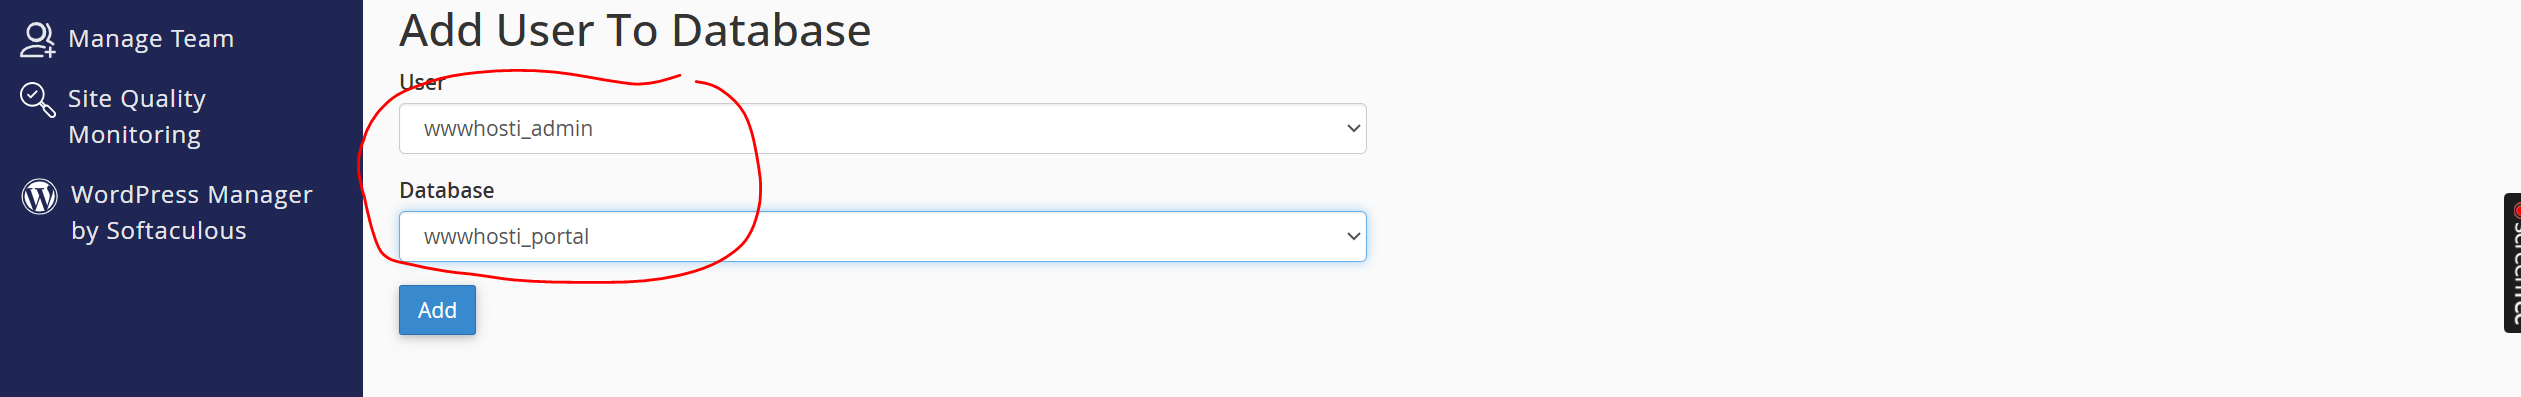 Manage Team
Site Quality
Monitoring
WordPress Manager
by Softaculous
Add User To Database
User
wwwhosti_admin
Database
wwwhosti_portal
Add